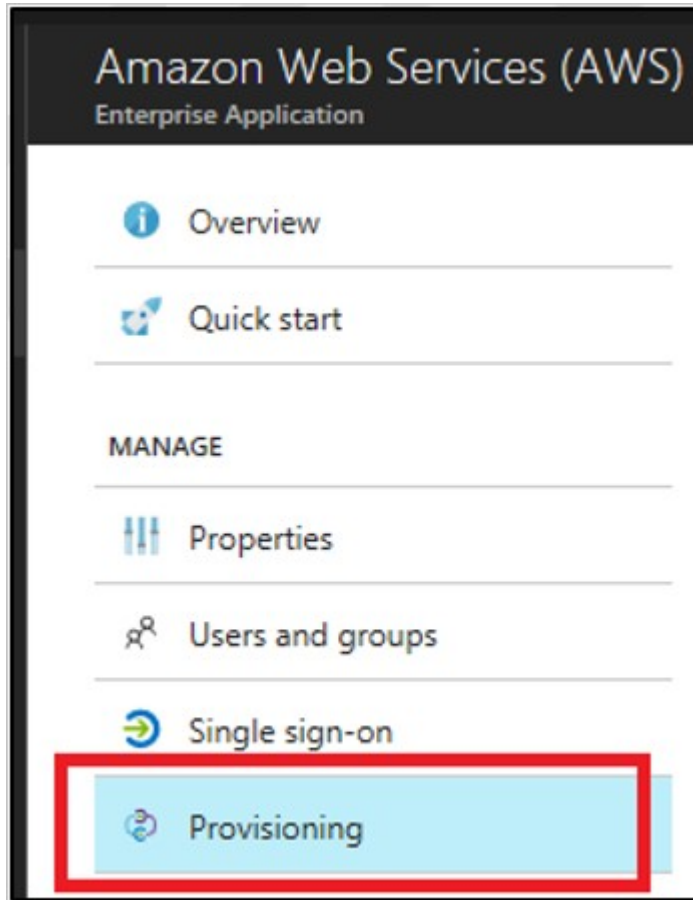 Amazon Web Services (AWS)
Enterprise Application
Overview
Quick start
MANAGE
Properties
Users and groups
Single sign-on
Provisioning